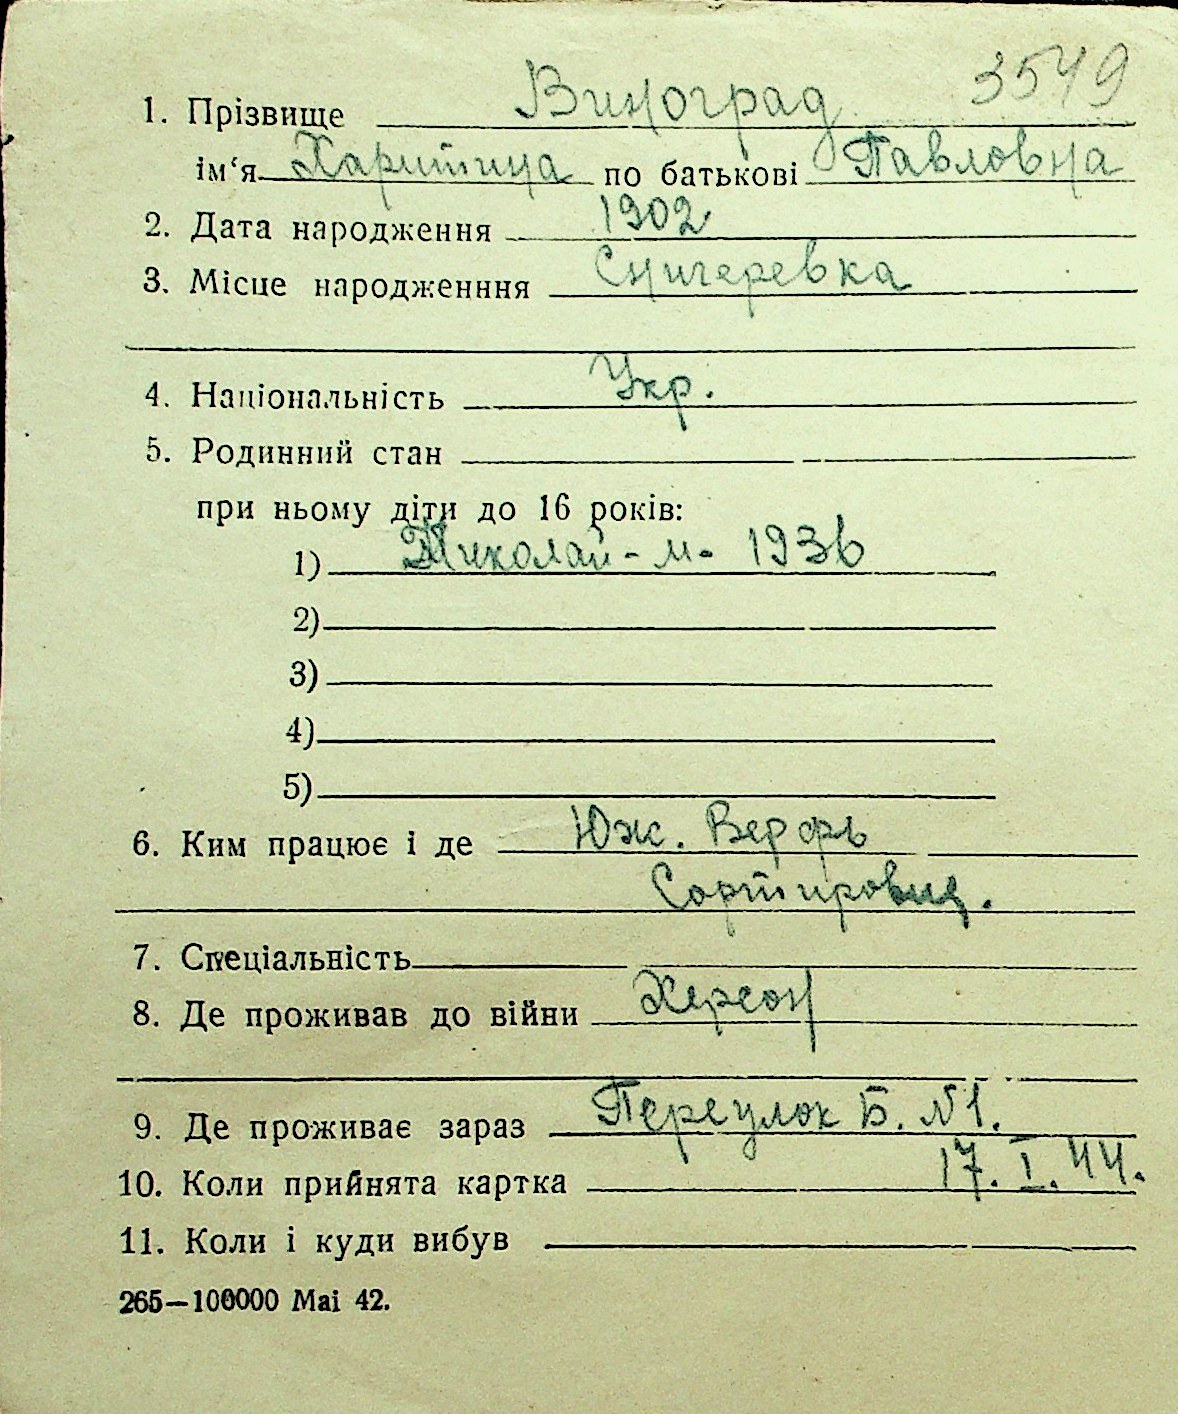 3549
1. Прізвище Виноград
ім‘я Харитина по батькові Павловна
2. Дата народження 1902
3. Місце народженння Снигеревка
4. Національність Укр.
5. Родинний стан
при ньому діти до 16 років:
1) Николай - м - 1936
2)
3)
4)
5)
6. Ким працює і де Юж. Верфь
Сортировщ.
7. Спеціальність
8. Де проживав до війни Херсон
9. Де проживає зараз Переулок Б. №1.
10. Коли прийнята картка 17. I. 44.
11. Коли і куди вибув
265—100000 Маі 42.